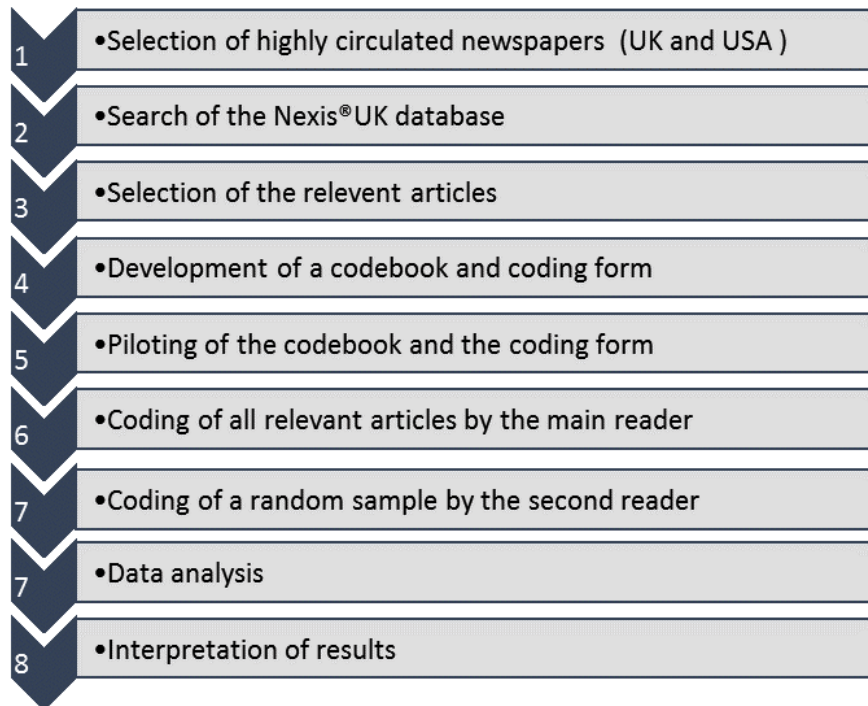 1 •Selection of highly circulated newspapers (UK and USA )
2 •Search of the Nexis®UK database
3 •Selection of the relevent articles
4 •Development of a codebook and coding form
5 •Piloting of the codebook and the coding form
6 •Coding of all relevant articles by the main reader
7 •Coding of a random sample by the second reader
7 •Data analysis
8 •Interpretation of results